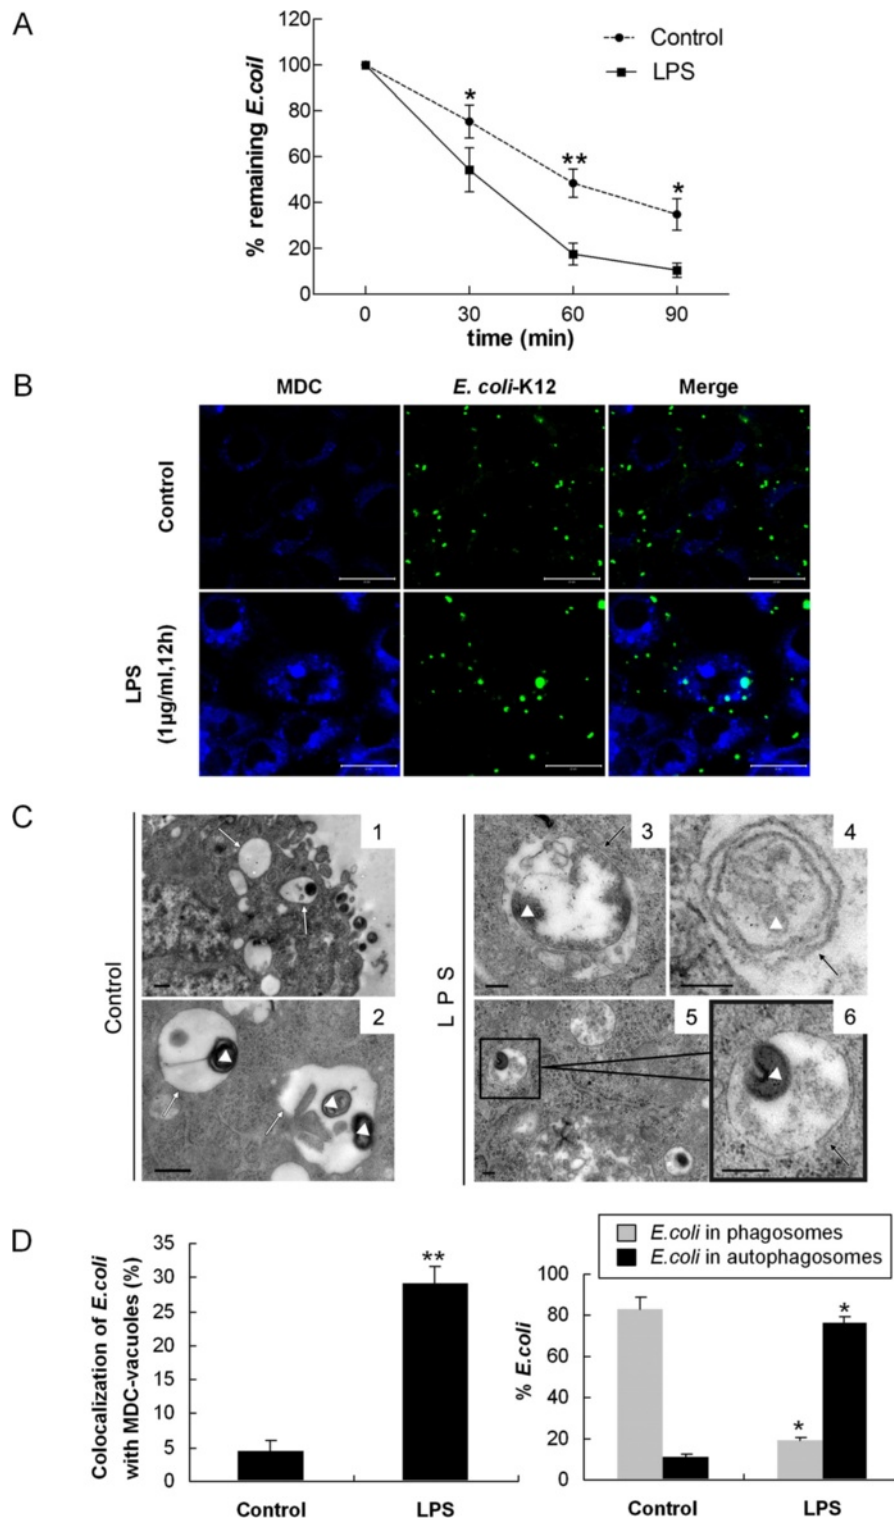 A
120
100
80
60
40
20
0
% remaining E.coil
Control
LPS
*
**
*
0 30 60 90
time (min)
B
MDC E. coli-K12 Merge
Control
LPS
(1μg/ml,12h)
C
Control
1
2
L P S
3
4
5
6
D
Colocalization of E.coli
with MDC-vacuoles (%)
35
30
25
20
15
10
5
0
**
Control LPS
E.coli in phagosomes
E.coli in autophagosomes
% E.coli
100
80
60
40
20
0
*
*
Control LPS